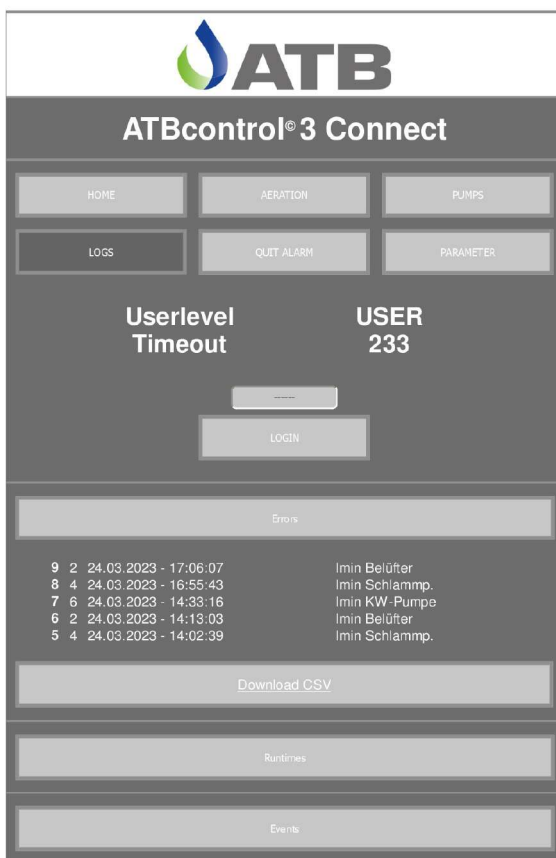 ATB
ATBcontrol© 3 Connect
HOME AERATION PUMPS
LOGS QUIT ALARM PARAMETER
Userlevel USER
Timeout 233
---
LOGIN
Errors
9 2 24.03.2023 - 17:06:07 Imin Belüfter
8 4 24.03.2023 - 16:55:43 Imin Schlammp.
7 6 24.03.2023 - 14:33:16 Imin KW-Pumpe
6 2 24.03.2023 - 14:13:03 Imin Belüfter
5 4 24.03.2023 - 14:02:39 Imin Schlammp.
Download CSV
Runtimes
Events